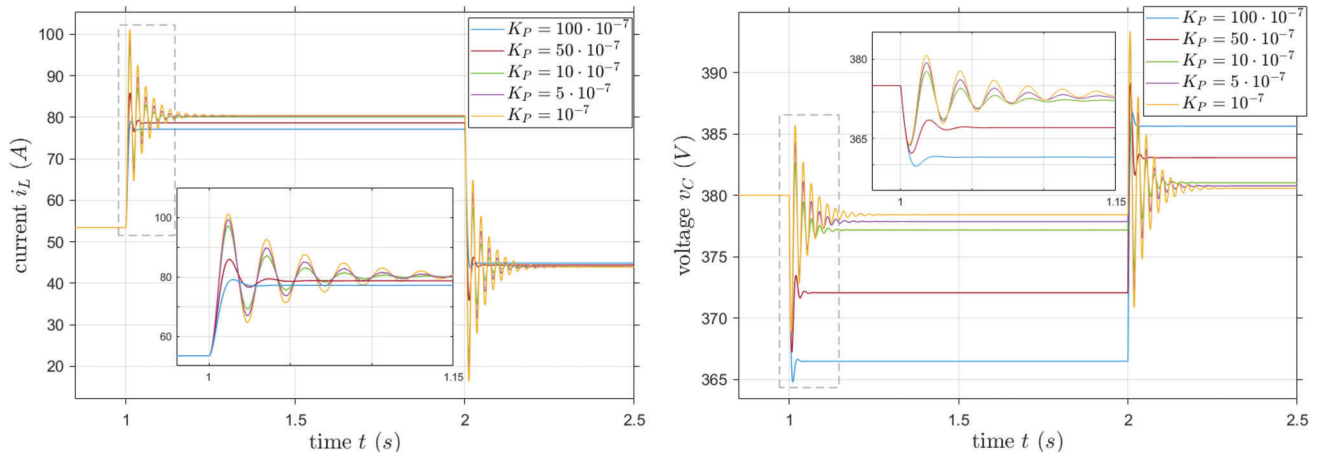 100
90
80
70
60
50
40
30
20
1
1.5
2
2.5
current i_L (A)
time t (s)
K_P = 100 · 10⁻⁷
K_P = 50 · 10⁻⁷
K_P = 10 · 10⁻⁷
K_P = 5 · 10⁻⁷
K_P = 10⁻⁷
100
80
60
1
1.15
395
390
385
380
375
370
365
1
1.5
2
2.5
voltage v_C (V)
time t (s)
K_P = 100 · 10⁻⁷
K_P = 50 · 10⁻⁷
K_P = 10 · 10⁻⁷
K_P = 5 · 10⁻⁷
K_P = 10⁻⁷
380
365
1
1.15